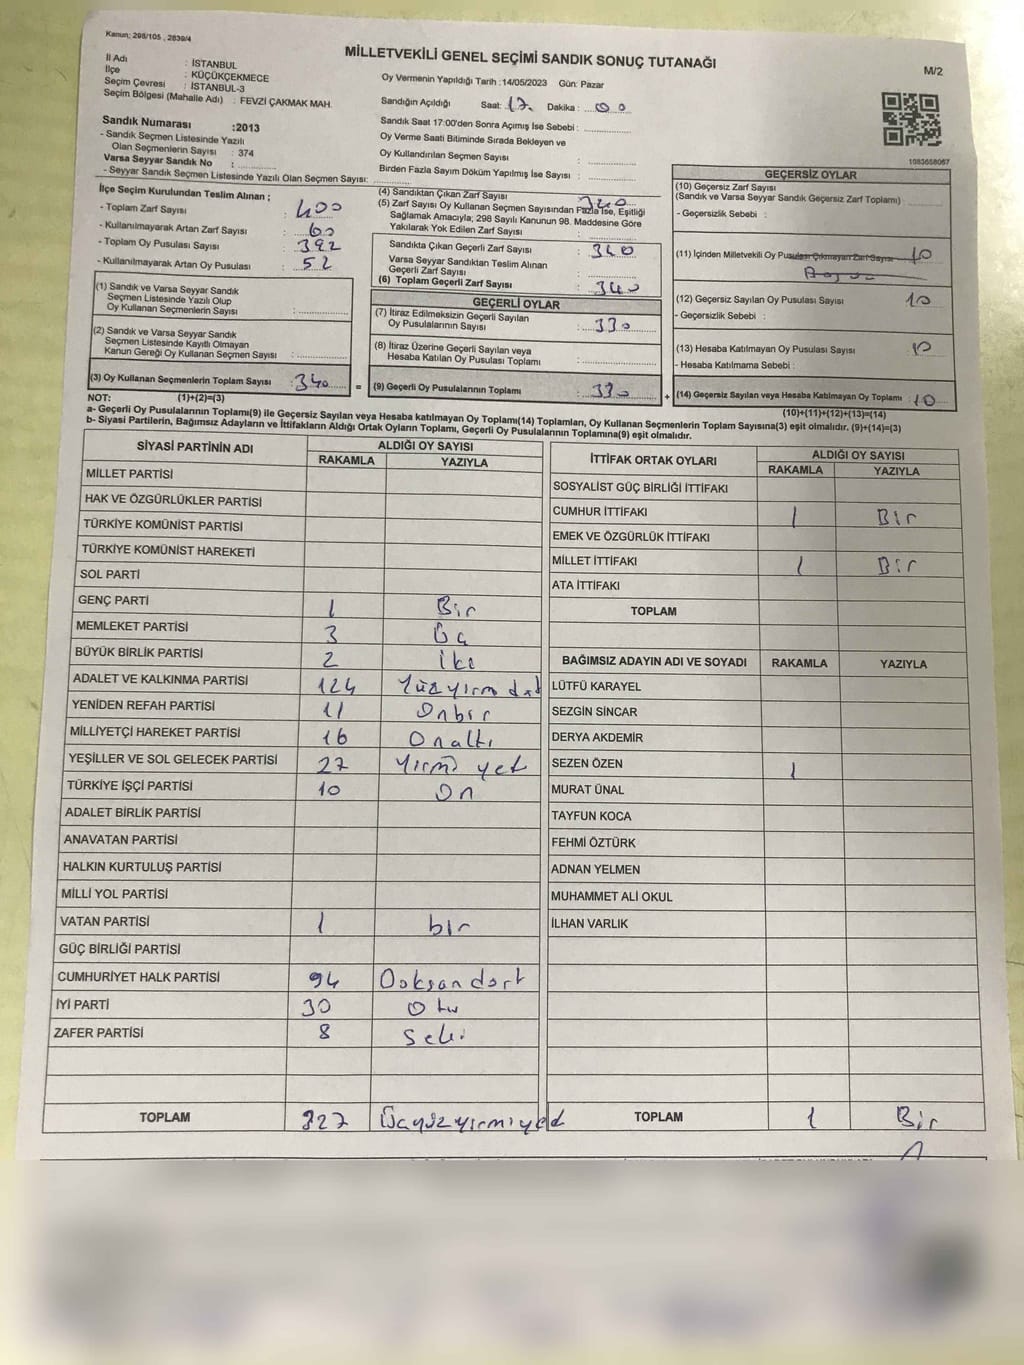 Kanun: 298/105 , 2839/4
MİLLETVEKİLİ GENEL SEÇİMİ SANDIK SONUÇ TUTANAĞI
M/2
İl Adı : İSTANBUL
İlçe : KÜÇÜKÇEKMECE
Seçim Çevresi : İSTANBUL-3
Seçim Bölgesi (Mahalle Adı) : FEVZİ ÇAKMAK MAH.
Oy Vermenin Yapıldığı Tarih :14/05/2023 Gün: Pazar
Sandığın Açıldığı Saat: 17 Dakika : 00
Sandık Saat 17:00'den Sonra Açımış İse Sebebi :
Oy Verme Saati Bitiminde Sırada Bekleyen ve
Oy Kullandırılan Seçmen Sayısı :
Birden Fazla Sayım Döküm Yapılmış İse Sayısı :
1083658067
Sandık Numarası :2013
- Sandık Seçmen Listesinde Yazılı
Olan Seçmenlerin Sayısı : 374
Varsa Seyyar Sandık No :
- Seyyar Sandık Seçmen Listesinde Yazılı Olan Seçmen Sayısı:
İlçe Seçim Kurulundan Teslim Alınan ;
- Toplam Zarf Sayısı : 400
- Kullanılmayarak Artan Zarf Sayısı : 60
- Toplam Oy Pusulası Sayısı : 392
- Kullanılmayarak Artan Oy Pusulası : 52
(1) Sandık ve Varsa Seyyar Sandık
Seçmen Listesinde Yazılı Olup
Oy Kullanan Seçmenlerin Sayısı :
(2) Sandık ve Varsa Seyyar Sandık
Seçmen Listesinde Kayıtlı Olmayan
Kanun Gereği Oy Kullanan Seçmen Sayısı :
(3) Oy Kullanan Seçmenlerin Toplam Sayısı : 340
(4) Sandıktan Çıkan Zarf Sayısı : 340
(5) Zarf Sayısı Oy Kullanan Seçmen Sayısından Fazla İse, Eşitliği
Sağlamak Amacıyla; 298 Sayılı Kanunun 98. Maddesine Göre
Yakılarak Yok Edilen Zarf Sayısı :
Sandıkta Çıkan Geçerli Zarf Sayısı : 340
Varsa Seyyar Sandıktan Teslim Alınan
Geçerli Zarf Sayısı :
(6) Toplam Geçerli Zarf Sayısı : 340
GEÇERLİ OYLAR
(7) İtiraz Edilmeksizin Geçerli Sayılan
Oy Pusulalarının Sayısı : 330
(8) İtiraz Üzerine Geçerli Sayılan veya
Hesaba Katılan Oy Pusulası Toplamı :
= (9) Geçerli Oy Pusulalarının Toplamı : 330
GEÇERSİZ OYLAR
(10) Geçersiz Zarf Sayısı
(Sandık ve Varsa Seyyar Sandık Geçersiz Zarf Toplamı)
- Geçersizlik Sebebi :
(11) İçinden Milletvekili Oy Pusulası Çıkmayan Zarf Sayısı 10
(12) Geçersiz Sayılan Oy Pusulası Sayısı 10
- Geçersizlik Sebebi :
(13) Hesaba Katılmayan Oy Pusulası Sayısı
- Hesaba Katılmama Sebebi :
+ (14) Geçersiz Sayılan veya Hesaba Katılmayan Oy Toplamı : 10
NOT: (1)+(2)=(3)
(10)+(11)+(12)+(13)=(14)
a- Geçerli Oy Pusulalarının Toplamı(9) ile Geçersiz Sayılan veya Hesaba katılmayan Oy Toplamı(14) Toplamları, Oy Kullanan Seçmenlerin Toplam Sayısına(3) eşit olmalıdır. (9)+(14)=(3)
b- Siyasi Partilerin, Bağımsız Adayların ve İttifakların Aldığı Ortak Oyların Toplamı, Geçerli Oy Pusulalarının Toplamına(9) eşit olmalıdır.
SİYASİ PARTİNİN ADI ALDIĞI OY SAYISI
RAKAMLA YAZIYLA
MİLLET PARTİSİ
HAK VE ÖZGÜRLÜKLER PARTİSİ
TÜRKİYE KOMÜNİST PARTİSİ
TÜRKİYE KOMÜNİST HAREKETİ
SOL PARTİ
GENÇ PARTİ 1 Bir
MEMLEKET PARTİSİ 3 Üç
BÜYÜK BİRLİK PARTİSİ 2 iki
ADALET VE KALKINMA PARTİSİ 124 Yüzyirmi dört
YENİDEN REFAH PARTİSİ 11 Onbir
MİLLİYETÇİ HAREKET PARTİSİ 16 Onaltı
YEŞİLLER VE SOL GELECEK PARTİSİ 27 Yirmi yet
TÜRKİYE İŞÇİ PARTİSİ 10 On
ADALET BİRLİK PARTİSİ
ANAVATAN PARTİSİ
HALKIN KURTULUŞ PARTİSİ
MİLLİ YOL PARTİSİ
VATAN PARTİSİ 1 bir
GÜÇ BİRLİĞİ PARTİSİ
CUMHURİYET HALK PARTİSİ 94 Doksandört
İYİ PARTİ 30 Otu
ZAFER PARTİSİ 8 Seki
TOPLAM 327 Üçyüzyirmiyed
İTTİFAK ORTAK OYLARI ALDIĞI OY SAYISI
RAKAMLA YAZIYLA
SOSYALİST GÜÇ BİRLİĞİ İTTİFAKI
CUMHUR İTTİFAKI 1 Bir
EMEK VE ÖZGÜRLÜK İTTİFAKI
MİLLET İTTİFAKI 1 Bir
ATA İTTİFAKI
TOPLAM
BAĞIMSIZ ADAYIN ADI VE SOYADI RAKAMLA YAZIYLA
LÜTFÜ KARAYEL
SEZGİN SİNCAR
DERYA AKDEMİR
SEZEN ÖZEN 1
MURAT ÜNAL
TAYFUN KOCA
FEHMİ ÖZTÜRK
ADNAN YELMEN
MUHAMMET ALİ OKUL
İLHAN VARLIK
TOPLAM 1 Bir